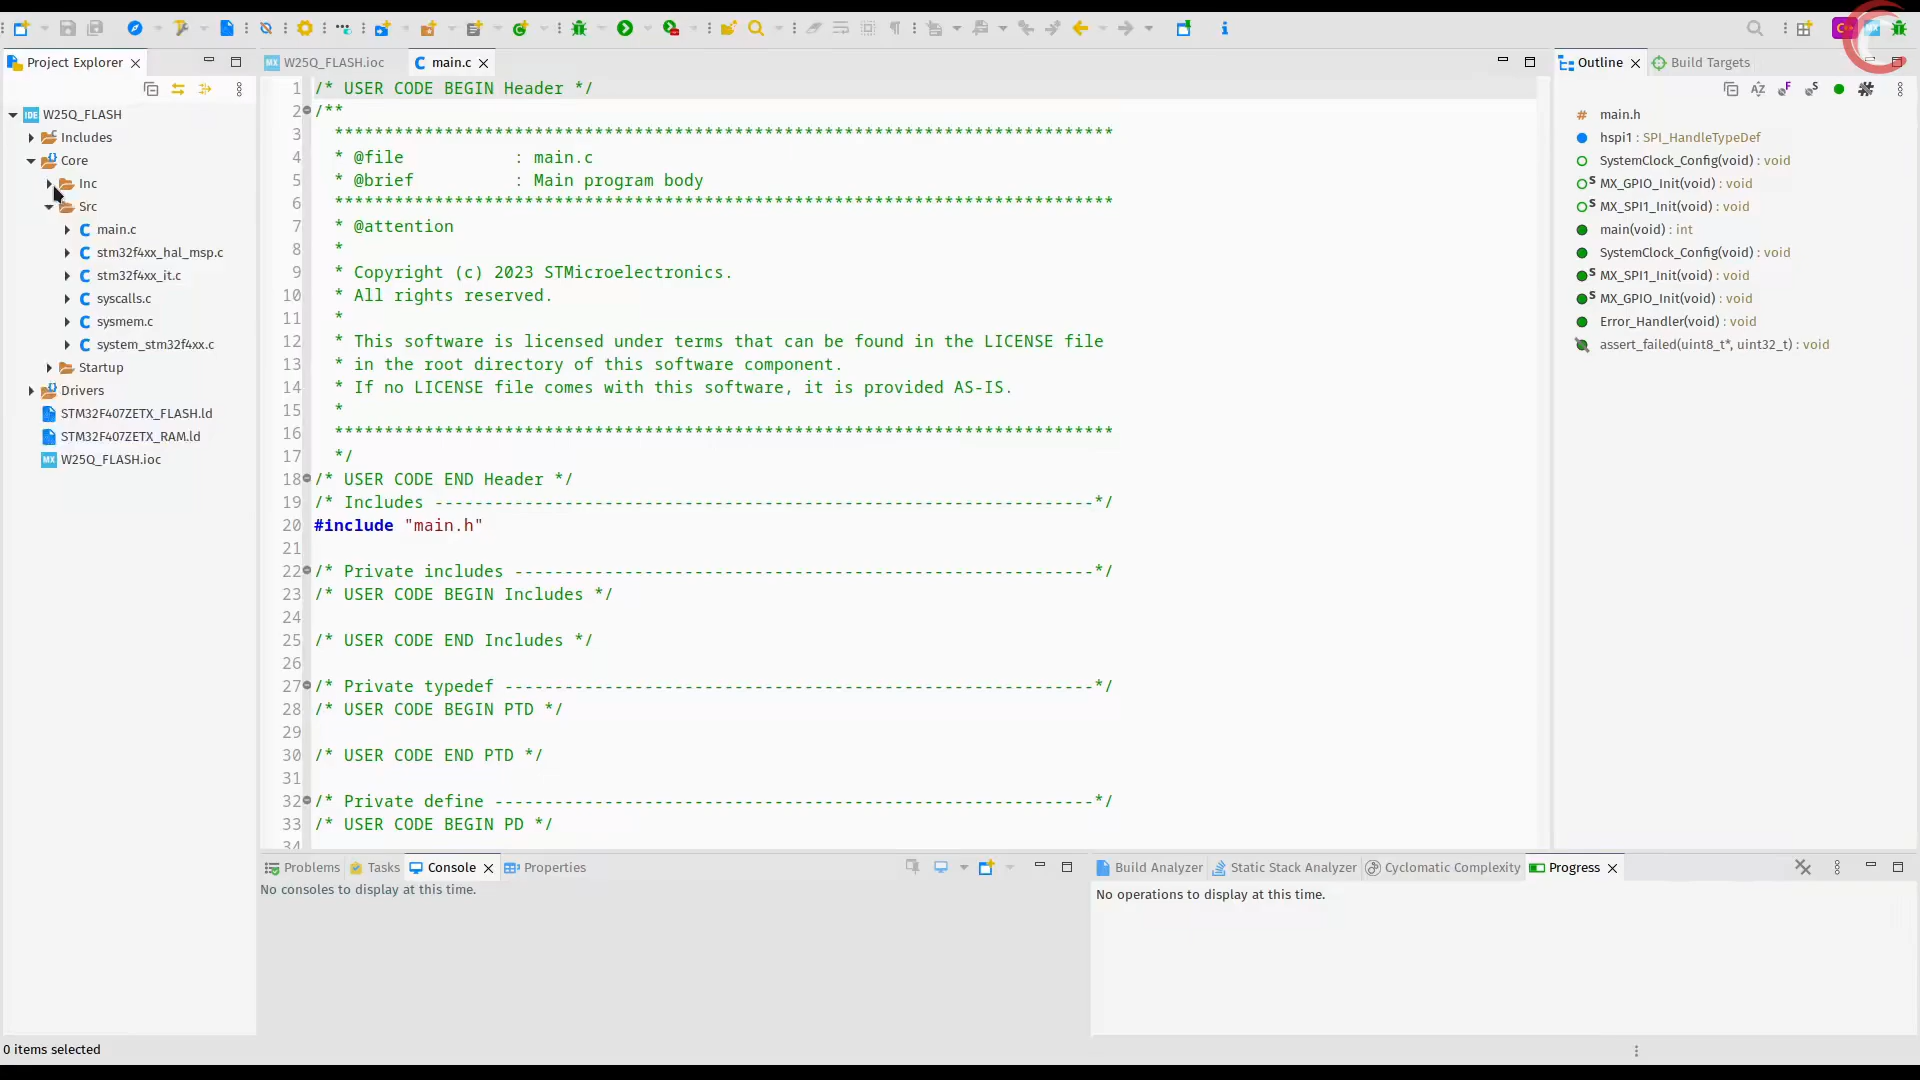 Project Explorer
W25Q_FLASH.ioc
main.c
Outline
Build Targets
W25Q_FLASH
Includes
Core
Inc
Src
main.c
stm32f4xx_hal_msp.c
stm32f4xx_it.c
syscalls.c
sysmem.c
system_stm32f4xx.c
Startup
Drivers
STM32F407ZETX_FLASH.ld
STM32F407ZETX_RAM.ld
W25Q_FLASH.ioc
1 /* USER CODE BEGIN Header */
2 /**
3 ******************************************************************************
4 * @file : main.c
5 * @brief : Main program body
6 ******************************************************************************
7 * @attention
8 *
9 * Copyright (c) 2023 STMicroelectronics.
10 * All rights reserved.
11 *
12 * This software is licensed under terms that can be found in the LICENSE file
13 * in the root directory of this software component.
14 * If no LICENSE file comes with this software, it is provided AS-IS.
15 *
16 ******************************************************************************
17 */
18 /* USER CODE END Header */
19 /* Includes ------------------------------------------------------------------*/
20 #include "main.h"
21
22 /* Private includes ----------------------------------------------------------*/
23 /* USER CODE BEGIN Includes */
24
25 /* USER CODE END Includes */
26
27 /* Private typedef -----------------------------------------------------------*/
28 /* USER CODE BEGIN PTD */
29
30 /* USER CODE END PTD */
31
32 /* Private define ------------------------------------------------------------*/
33 /* USER CODE BEGIN PD */
34
main.h
hspi1 : SPI_HandleTypeDef
SystemClock_Config(void) : void
MX_GPIO_Init(void) : void
MX_SPI1_Init(void) : void
main(void) : int
SystemClock_Config(void) : void
MX_SPI1_Init(void) : void
MX_GPIO_Init(void) : void
Error_Handler(void) : void
assert_failed(uint8_t*, uint32_t) : void
Problems
Tasks
Console
Properties
No consoles to display at this time.
Build Analyzer
Static Stack Analyzer
Cyclomatic Complexity
Progress
No operations to display at this time.
0 items selected